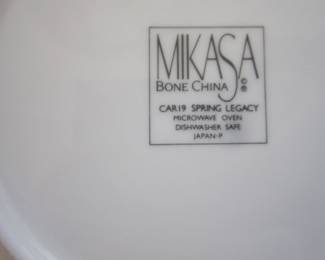 MIKASA
BONE CHINA © ®
CAR19 SPRING LEGACY
MICROWAVE OVEN
DISHWASHER SAFE
JAPAN-P